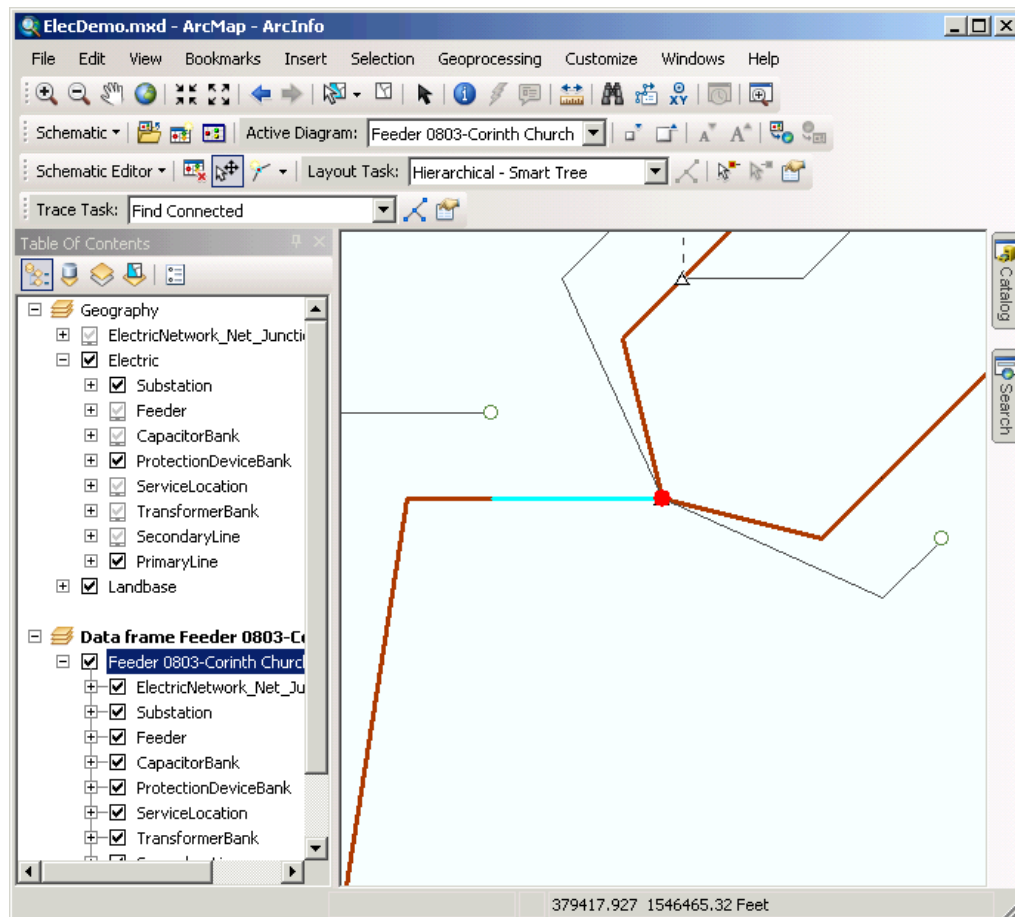 ElecDemo.mxd - ArcMap - ArcInfo
File Edit View Bookmarks Insert Selection Geoprocessing Customize Windows Help
XY
Schematic Active Diagram: Feeder 0803-Corinth Church A A
Schematic Editor Layout Task: Hierarchical - Smart Tree
Trace Task: Find Connected
Table Of Contents
Geography
ElectricNetwork_Net_Juncti
Electric
Substation
Feeder
CapacitorBank
ProtectionDeviceBank
ServiceLocation
TransformerBank
SecondaryLine
PrimaryLine
Landbase
Data frame Feeder 0803-Co
Feeder 0803-Corinth Churcl
ElectricNetwork_Net_Ju
Substation
Feeder
CapacitorBank
ProtectionDeviceBank
ServiceLocation
TransformerBank
Catalog
Search
379417.927 1546465.32 Feet